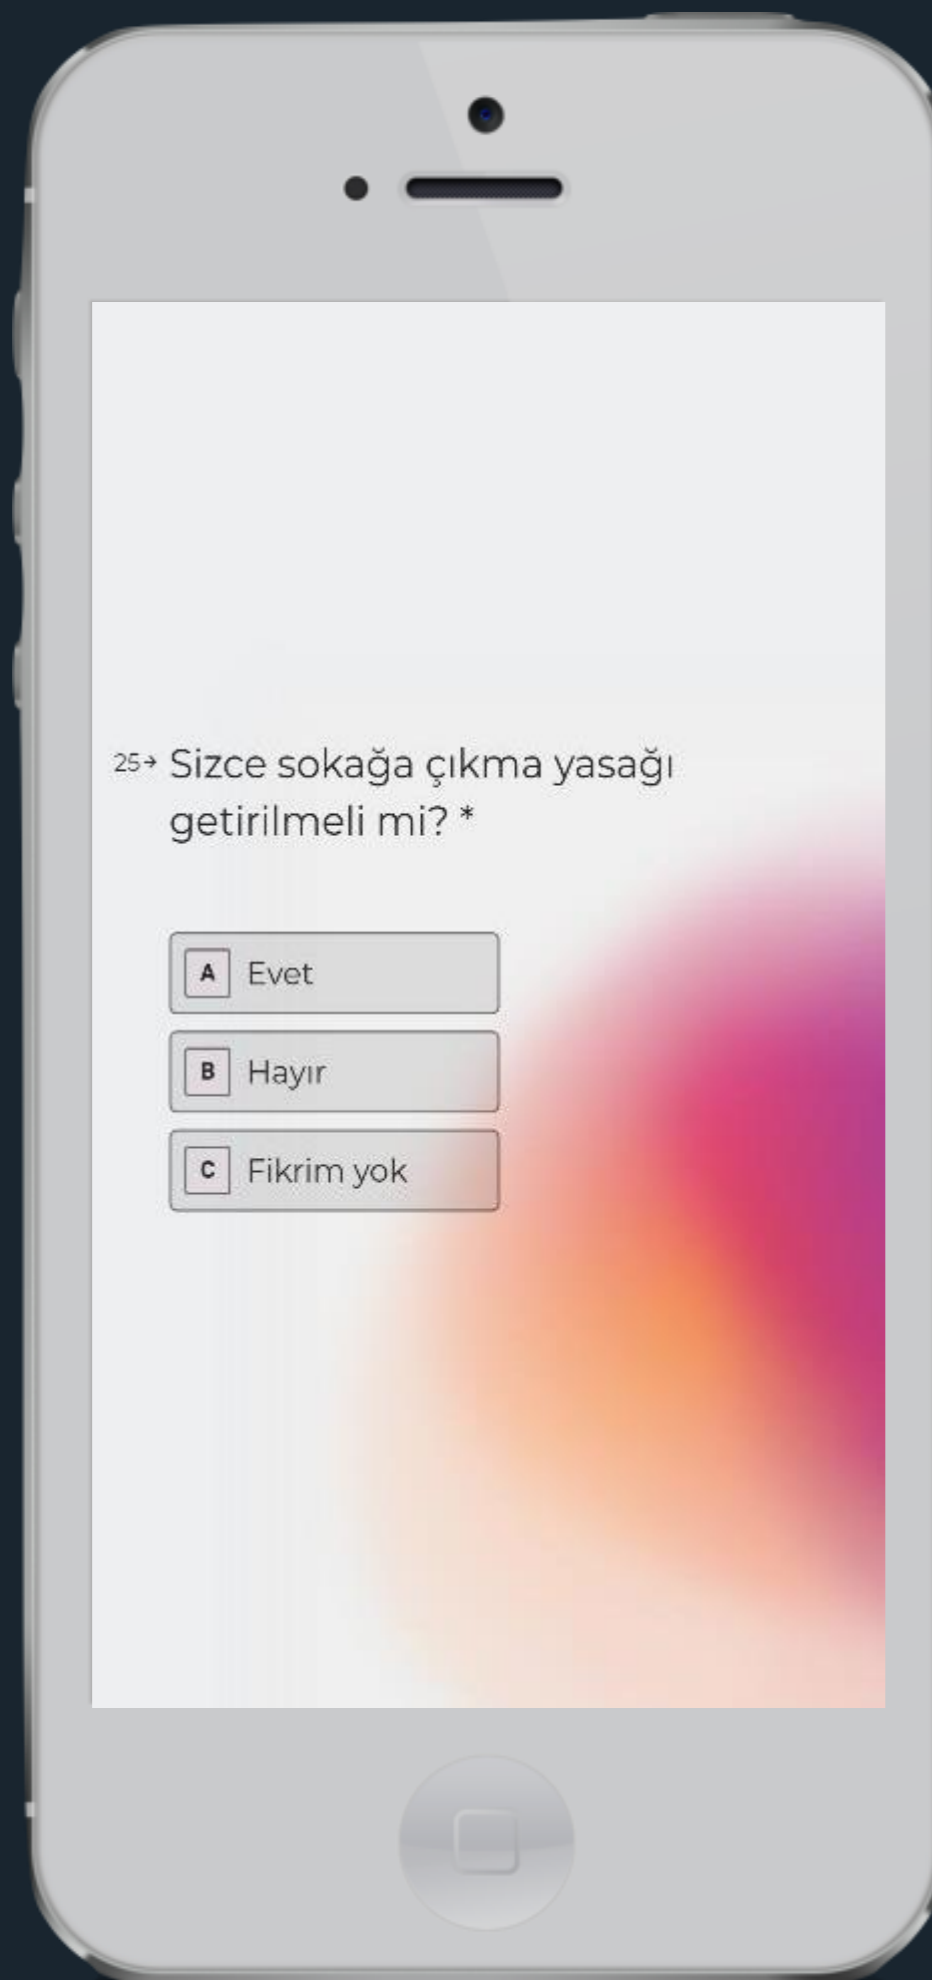 25→ Sizce sokağa çıkma yasağı
getirilmeli mi? *
A Evet
B Hayır
C Fikrim yok